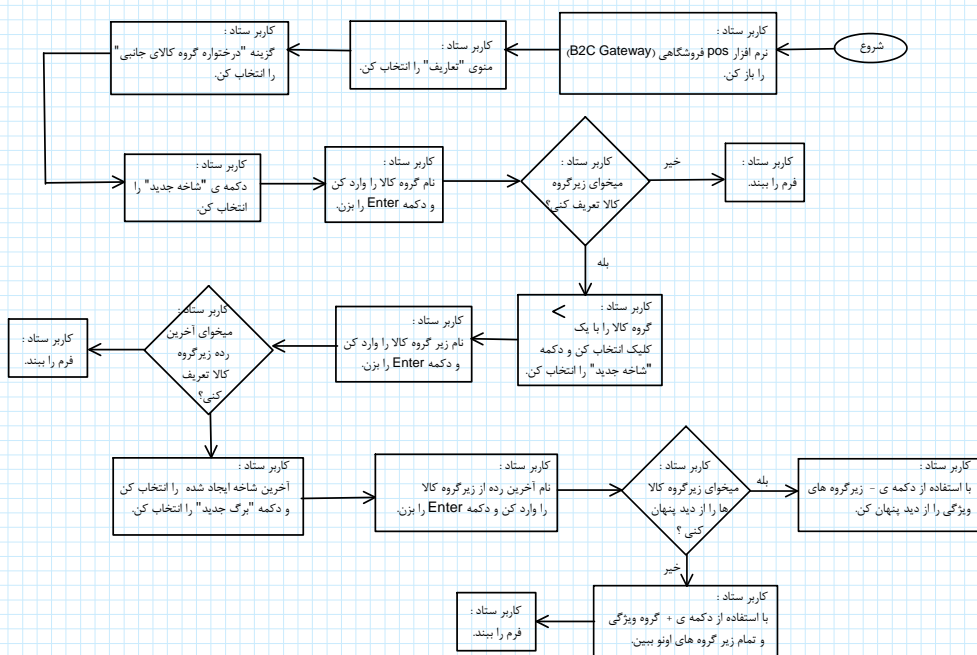 شروع
کاربر ستاد :
نرم افزار pos فروشگاهی (B2C Gateway)
را باز کن.
کاربر ستاد :
منوی "تعاریف" را انتخاب کن.
کاربر ستاد :
گزینه "درختواره گروه کالای جانبی"
را انتخاب کن.
کاربر ستاد :
دکمه ی "شاخه جدید" را
انتخاب کن.
کاربر ستاد :
نام گروه کالا را وارد کن
و دکمه Enter را بزن.
کاربر ستاد :
میخوای زیرگروه
کالا تعریف کنی؟
خیر
کاربر ستاد :
فرم را ببند.
بله
کاربر ستاد :
گروه کالا را با یک
کلیک انتخاب کن و دکمه
"شاخه جدید" را انتخاب کن.
کاربر ستاد :
نام زیر گروه کالا را وارد کن
و دکمه Enter را بزن.
کاربر ستاد :
میخوای آخرین
رده زیرگروه
کالا تعریف
کنی؟
کاربر ستاد :
فرم را ببند.
کاربر ستاد :
آخرین شاخه ایجاد شده را انتخاب کن
و دکمه "برگ جدید" را انتخاب کن.
کاربر ستاد :
نام آخرین رده از زیرگروه کالا
را وارد کن و دکمه Enter را بزن.
کاربر ستاد :
میخوای زیرگروه کالا
ها را از دید پنهان
کنی ؟
بله
کاربر ستاد :
با استفاده از دکمه ی - زیرگروه های
ویژگی را از دید پنهان کن.
خیر
کاربر ستاد :
با استفاده از دکمه ی + گروه ویژگی
و تمام زیر گروه های اونو ببین.
کاربر ستاد :
فرم را ببند.